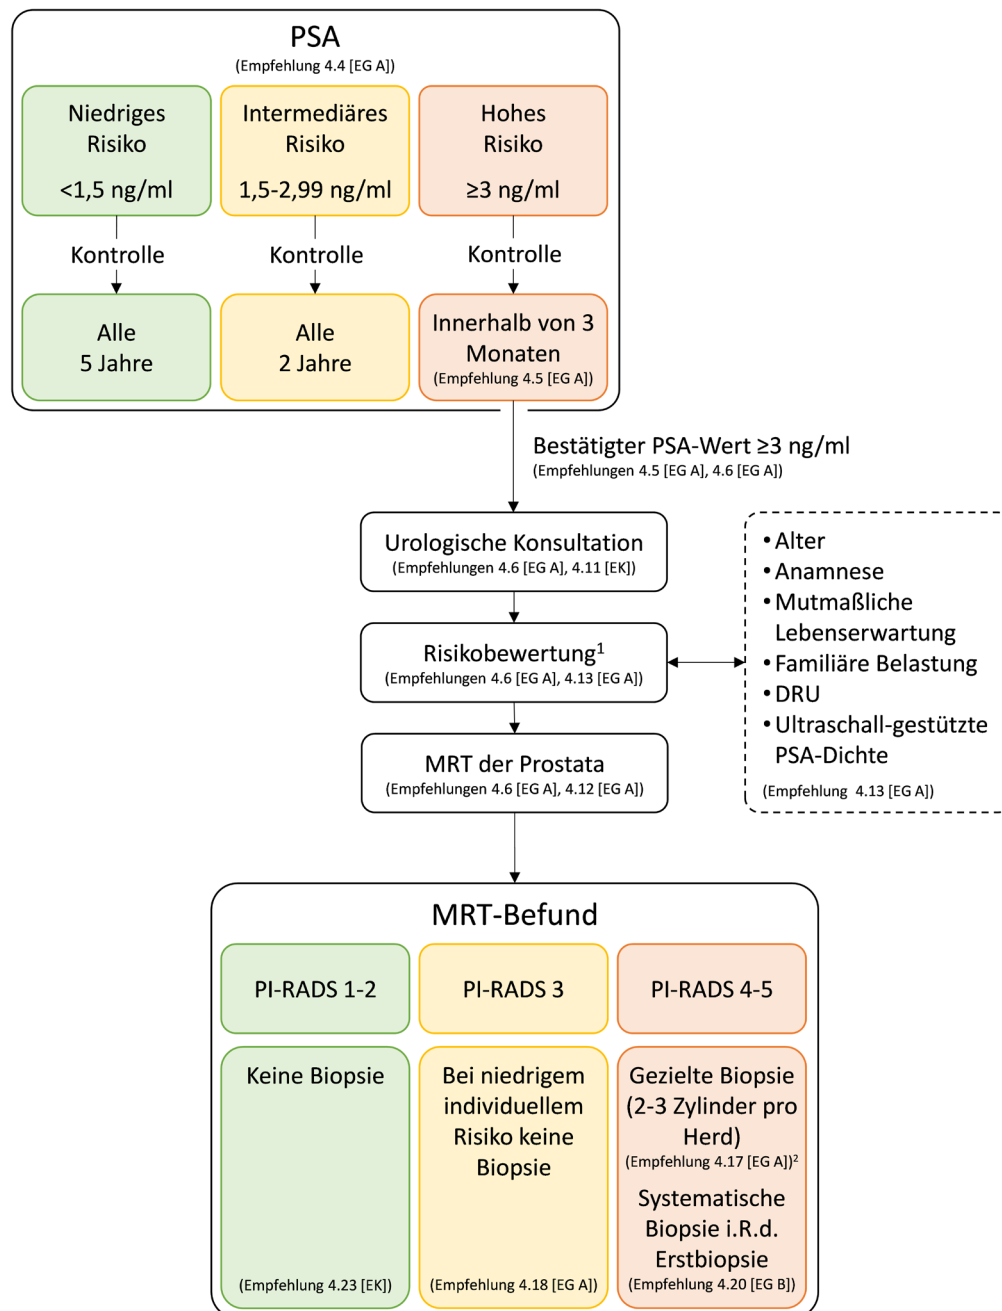 PSA
(Empfehlung 4.4 [EG A])
Niedriges
Risiko
<1,5 ng/ml
Intermediäres
Risiko
1,5-2,99 ng/ml
Hohes
Risiko
≥3 ng/ml
Kontrolle
Kontrolle
Kontrolle
Alle
5 Jahre
Alle
2 Jahre
Innerhalb von 3
Monaten
(Empfehlung 4.5 [EG A])
Bestätigter PSA-Wert ≥3 ng/ml
(Empfehlungen 4.5 [EG A], 4.6 [EG A])
Urologische Konsultation
(Empfehlungen 4.6 [EG A], 4.11 [EK])
Risikobewertung¹
(Empfehlungen 4.6 [EG A], 4.13 [EG A])
• Alter
• Anamnese
• Mutmaßliche
Lebenserwartung
• Familiäre Belastung
• DRU
• Ultraschall-gestützte
PSA-Dichte
(Empfehlung 4.13 [EG A])
MRT der Prostata
(Empfehlungen 4.6 [EG A], 4.12 [EG A])
MRT-Befund
PI-RADS 1-2
PI-RADS 3
PI-RADS 4-5
Keine Biopsie
(Empfehlung 4.23 [EK])
Bei niedrigem
individuellem
Risiko keine
Biopsie
(Empfehlung 4.18 [EG A])
Gezielte Biopsie
(2-3 Zylinder pro
Herd)
(Empfehlung 4.17 [EG A])²
Systematische
Biopsie i.R.d.
Erstbiopsie
(Empfehlung 4.20 [EG B])